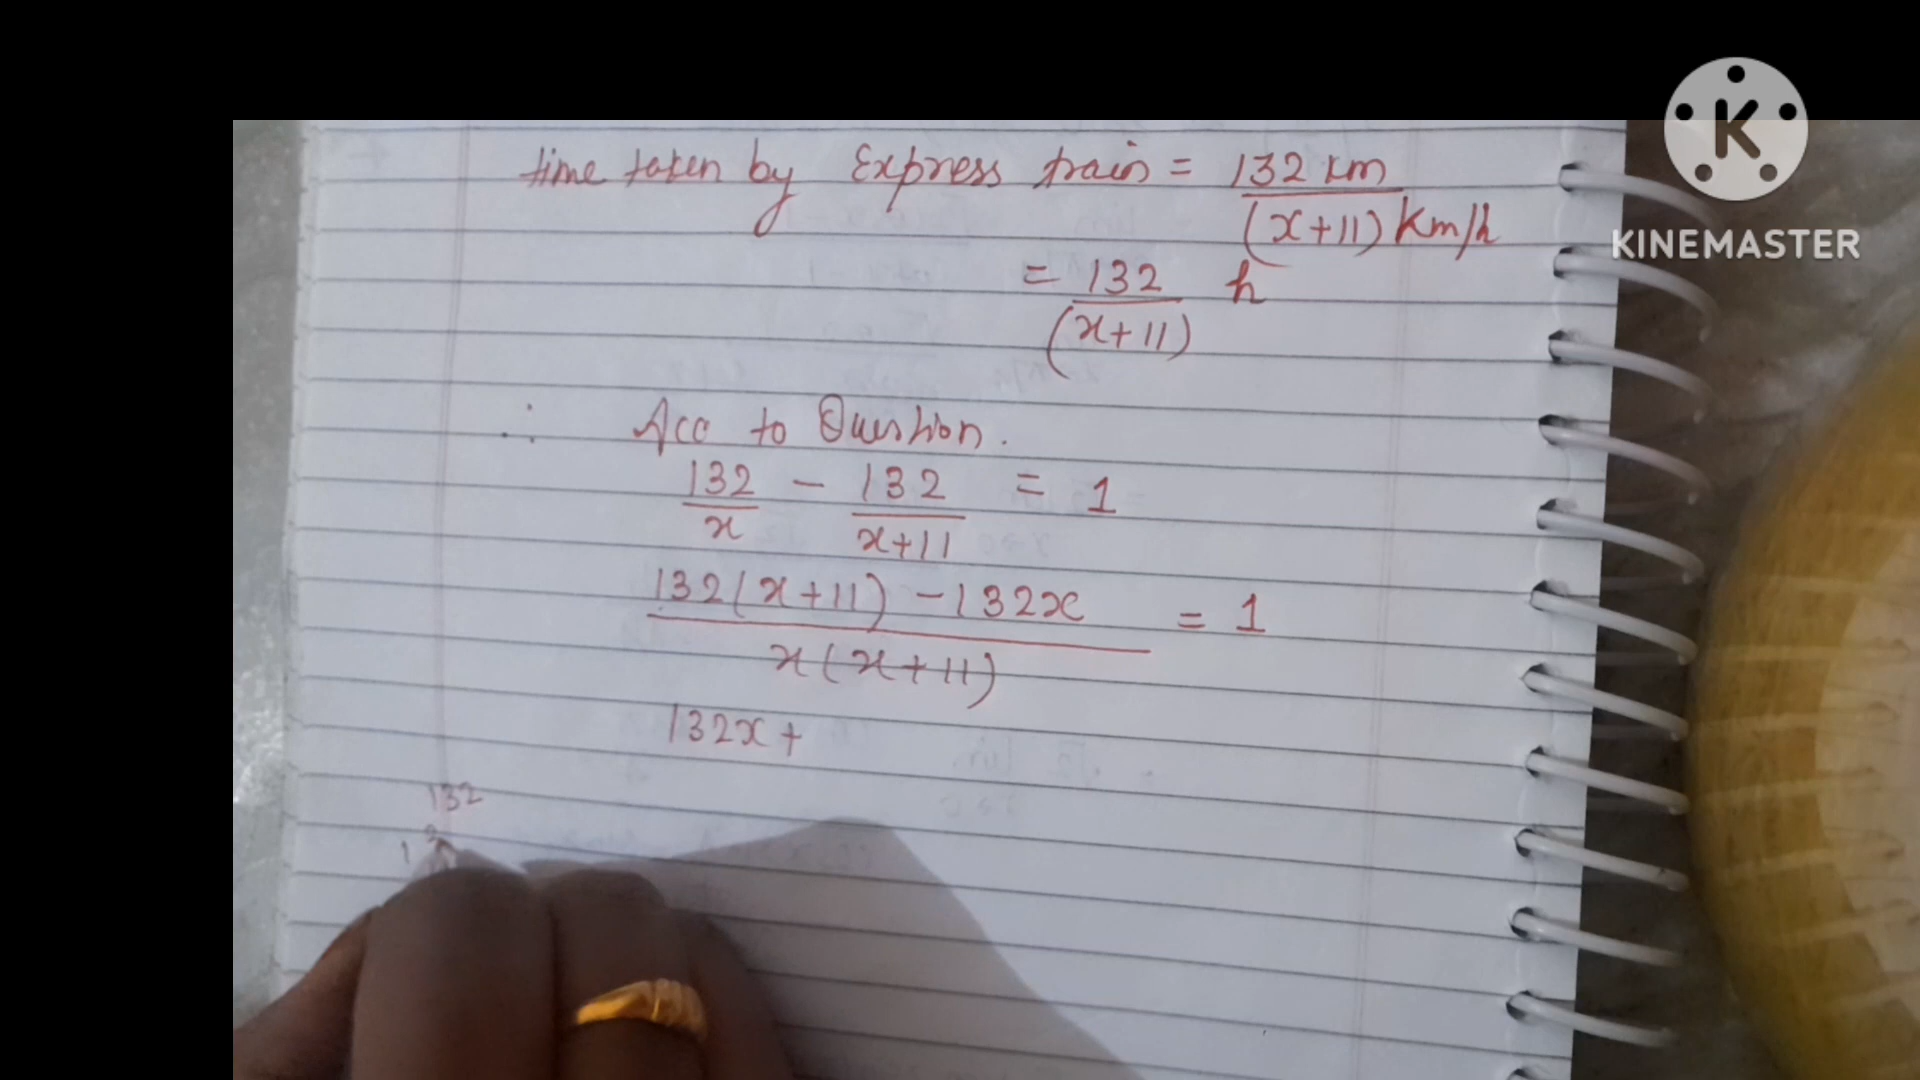 time taken by Express train = 132 km
(x+11) km/h
= 132 h
(x+11)
∴ Acc to Question.
132 - 132 = 1
x x+11
132(x+11) - 132x = 1
x(x+11)
132x +
132
K
KINEMASTER